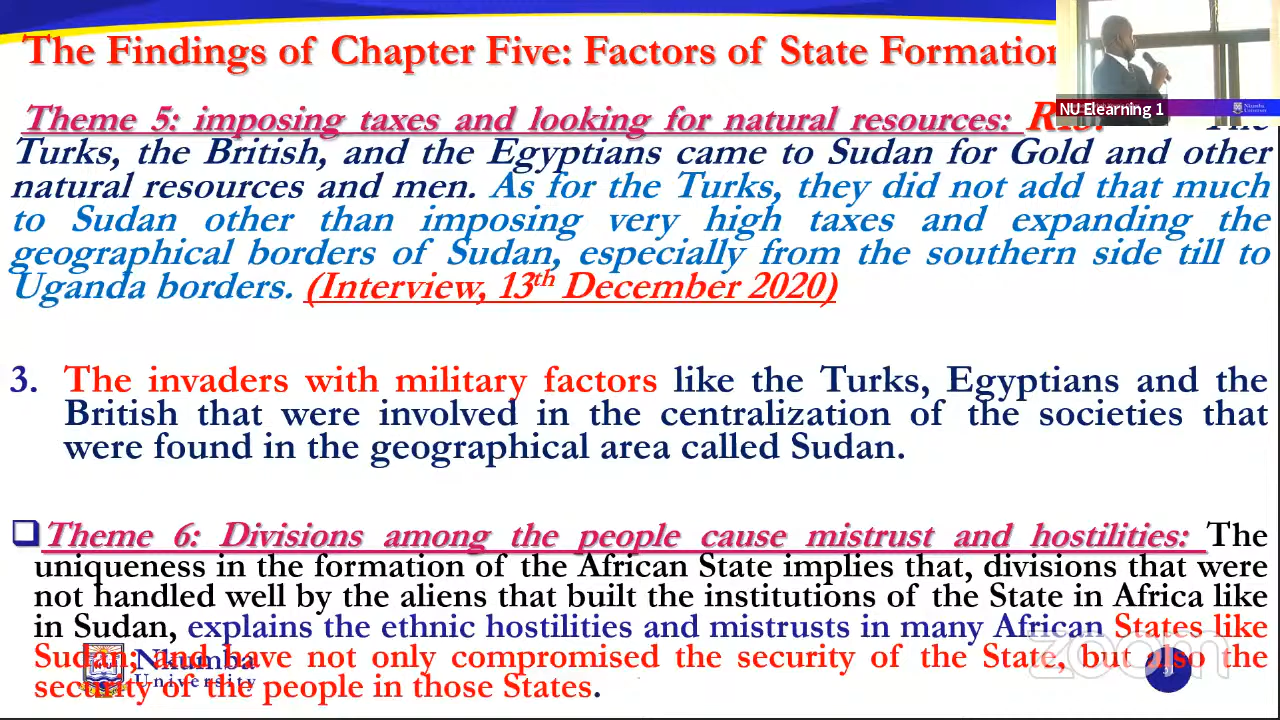 The Findings of Chapter Five: Factors of State Formation
NU Elearning 1
Theme 5: imposing taxes and looking for natural resources:
Turks, the British, and the Egyptians came to Sudan for Gold and other
natural resources and men. As for the Turks, they did not add that much
to Sudan other than imposing very high taxes and expanding the
geographical borders of Sudan, especially from the southern side till to
Uganda borders. (Interview, 13th December 2020)
3. The invaders with military factors like the Turks, Egyptians and the
British that were involved in the centralization of the societies that
were found in the geographical area called Sudan.
Theme 6: Divisions among the people cause mistrust and hostilities: The
uniqueness in the formation of the African State implies that, divisions that were
not handled well by the aliens that built the institutions of the State in Africa like
in Sudan, explains the ethnic hostilities and mistrusts in many African States like
Sudan; and have not only compromised the security of the State, but also the
security of the people in those States.
Nkumba
University
zoom